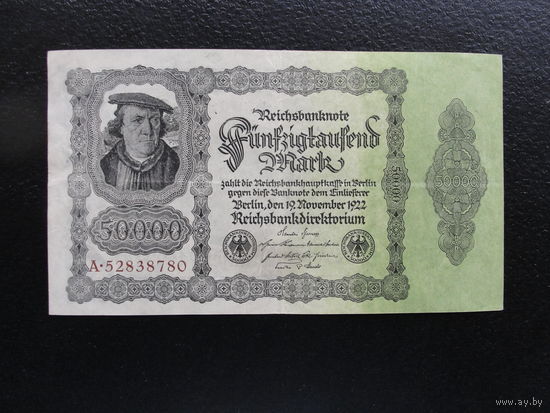 Reichsbanknote
Fünfzigtausend
Mark
zahlt die Reichsbankhauptkasse in Berlin
gegen diese Banknote dem Einlieferer
Berlin, den 19. November 1922
Reichsbankdirektorium
50000
A·52838780
50000
50000
www.ay.by